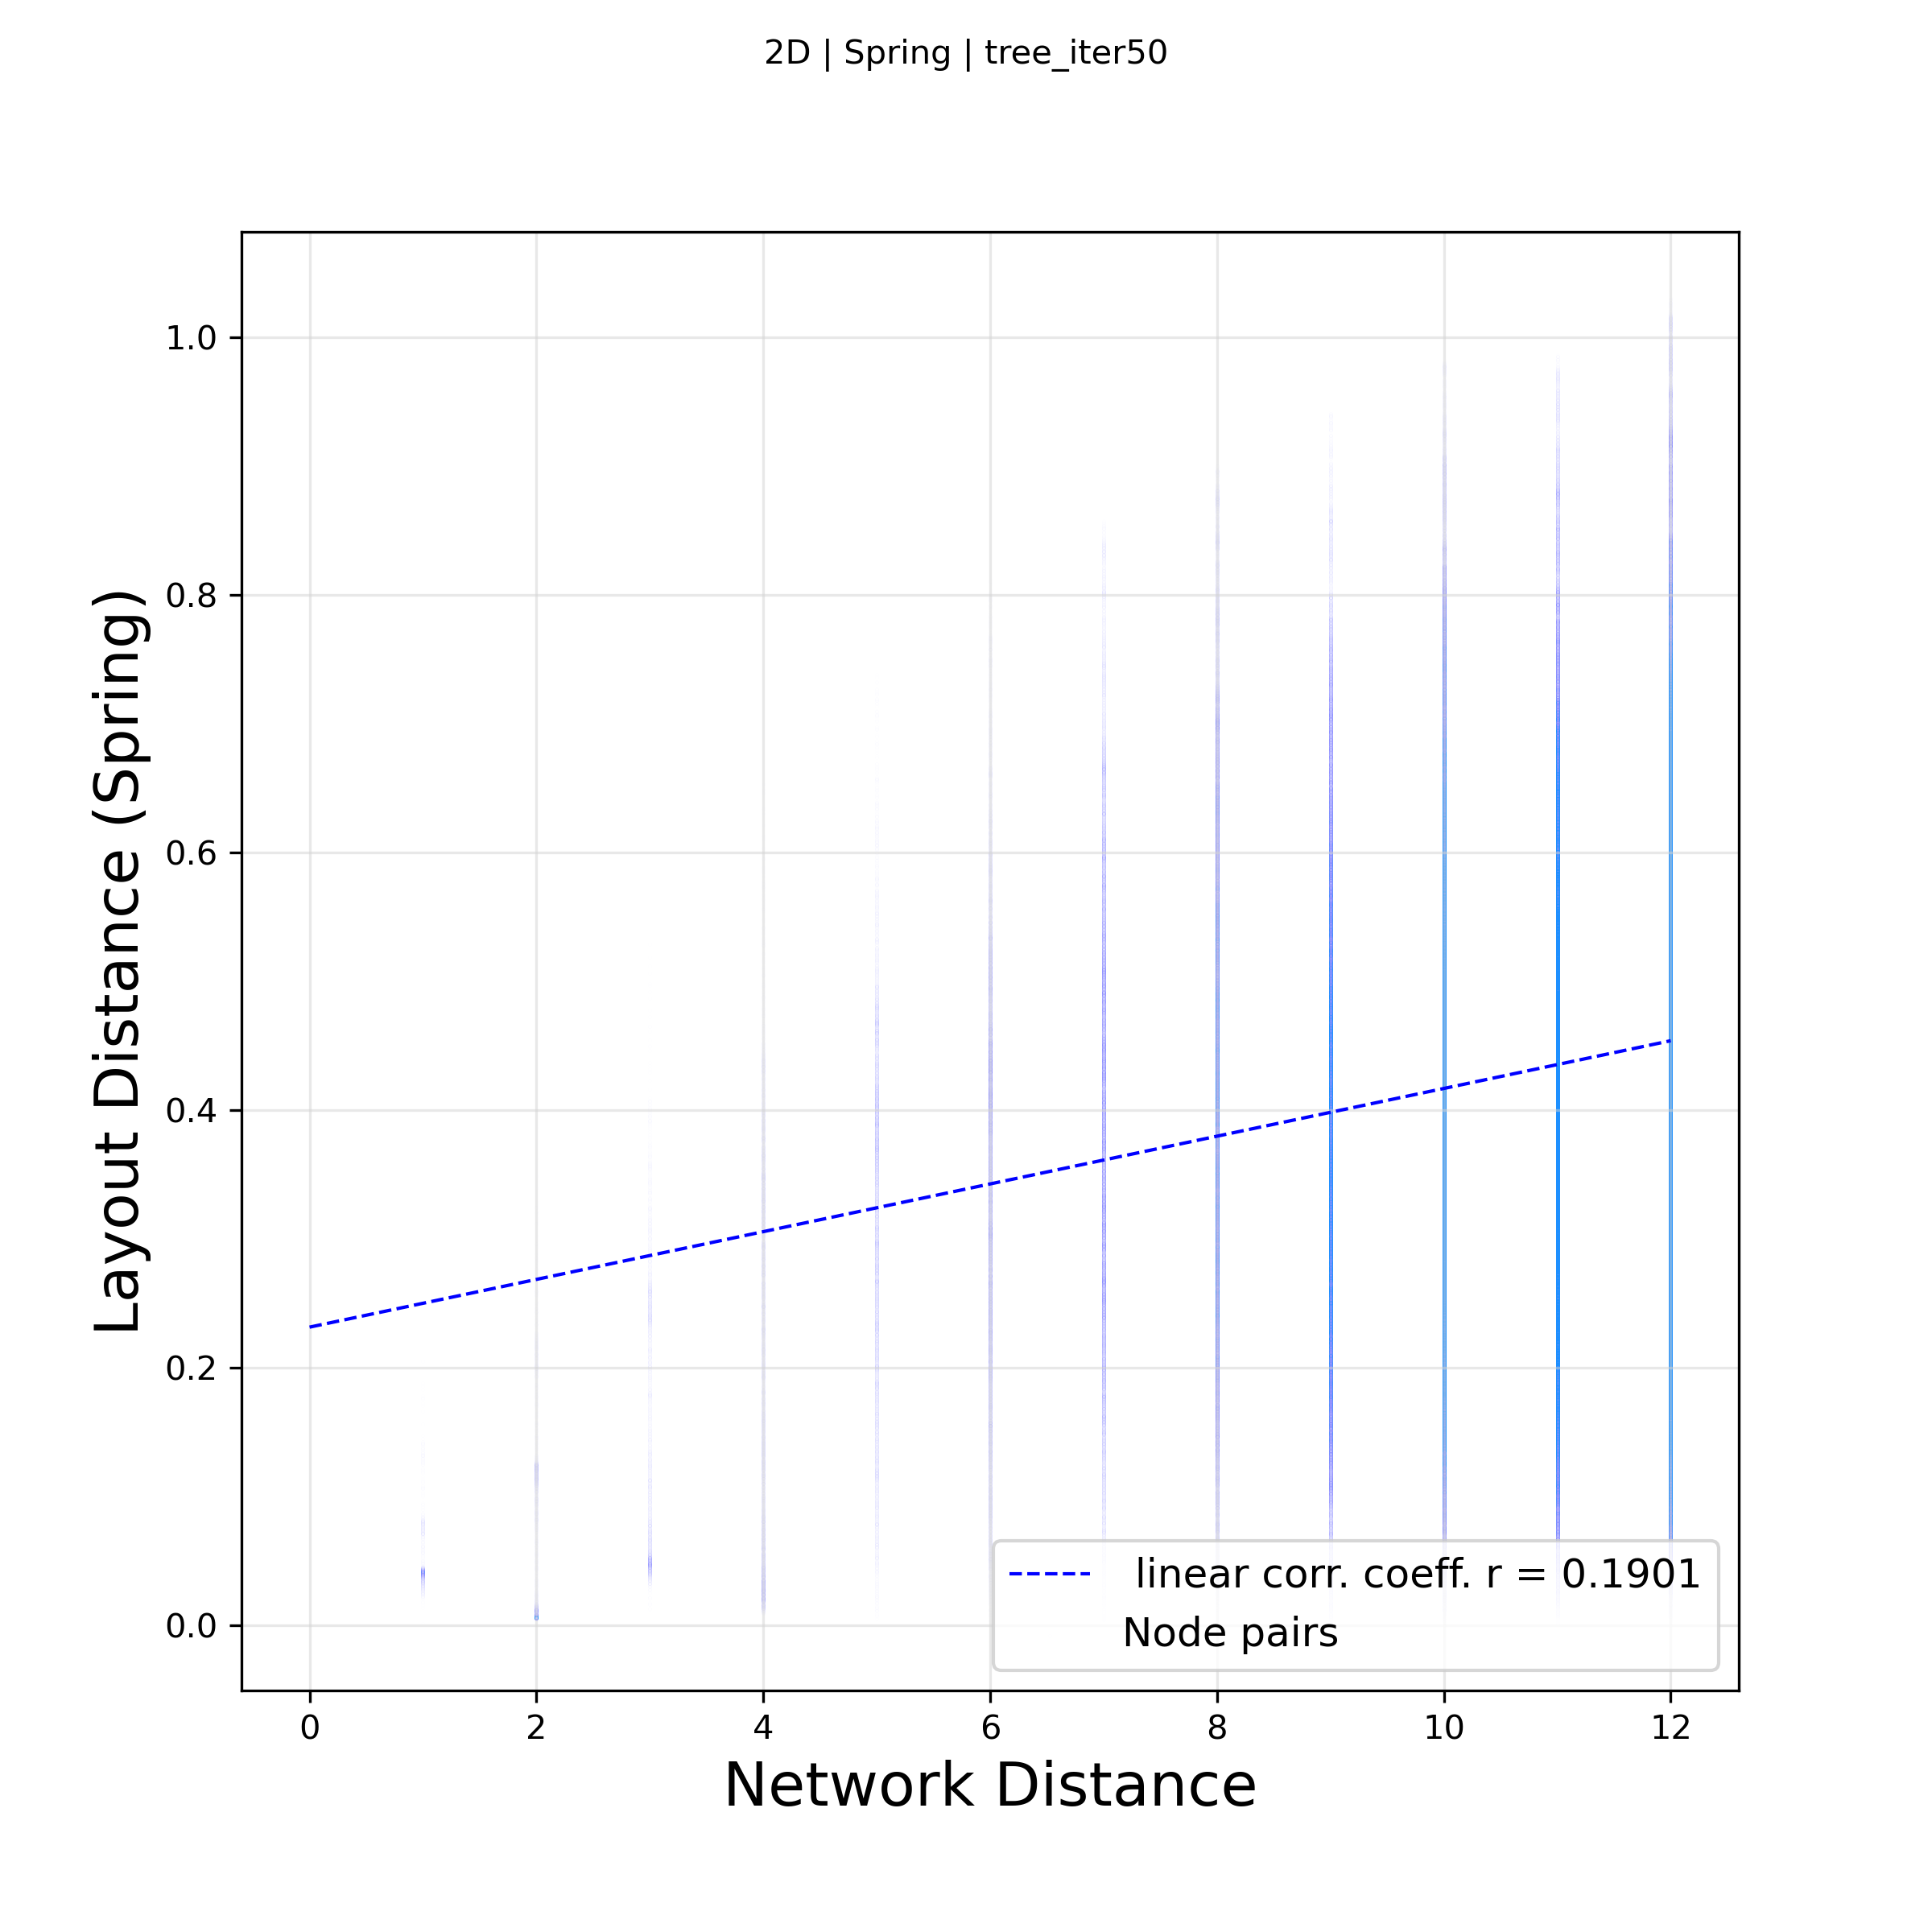 2D | Spring | tree_iter50
Layout Distance (Spring)
1.0
0.8
0.6
0.4
0.2
0.0
linear corr. coeff. r = 0.1901
Node pairs
0 2 4 6 8 10 12
Network Distance